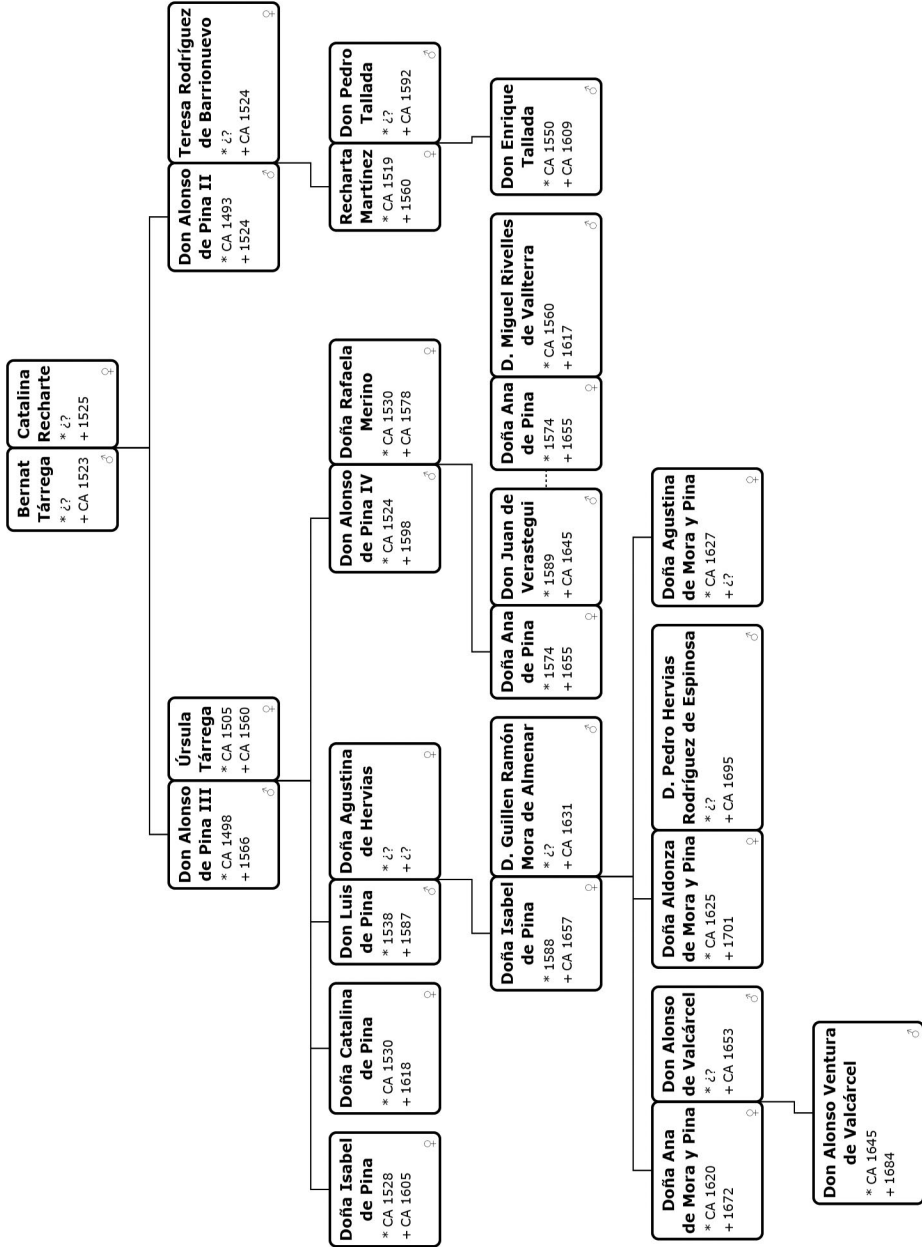 Bernat
Tárrega
* ¿?
+ CA 1523
♂
Catalina
Recharte
* ¿?
+ 1525
♀
Don Alonso
de Pina III
* CA 1498
+ 1566
♂
Úrsula
Tárrega
* CA 1505
+ CA 1560
♀
Don Alonso
de Pina II
* CA 1493
+ 1524
♂
Teresa Rodríguez
de Barrionuevo
* ¿?
+ CA 1524
♀
Doña Isabel
de Pina
* CA 1528
+ CA 1605
♀
Doña Catalina
de Pina
* CA 1530
+ 1618
♀
Don Luis
de Pina
* 1538
+ 1587
♂
Doña Agustina
de Hervias
* ¿?
+ ¿?
♀
Don Alonso
de Pina IV
* CA 1524
+ 1598
♂
Doña Rafaela
Merino
* CA 1530
+ CA 1578
♀
Recharta
Martínez
* CA 1519
+ 1560
♀
Don Pedro
Tallada
* ¿?
+ CA 1592
♂
Doña Isabel
de Pina
* 1588
+ CA 1657
♀
D. Guillen Ramón
Mora de Almenar
* ¿?
+ CA 1631
♂
Doña Ana
de Pina
* 1574
+ 1655
♀
Don Juan de
Verastegui
* 1589
+ CA 1645
♂
Doña Ana
de Pina
* 1574
+ 1655
♀
D. Miguel Rivelles
de Vallterra
* CA 1560
+ 1617
♂
Don Enrique
Tallada
* CA 1550
+ CA 1609
♂
Doña Ana
de Mora y Pina
* CA 1620
+ 1672
♀
Don Alonso
de Valcárcel
* ¿?
+ CA 1653
♂
Doña Aldonza
de Mora y Pina
* CA 1625
+ 1701
♀
D. Pedro Hervias
Rodríguez de Espinosa
* ¿?
+ CA 1695
♂
Doña Agustina
de Mora y Pina
* CA 1627
+ ¿?
♀
Don Alonso Ventura
de Valcárcel
* CA 1645
+ 1684
♂